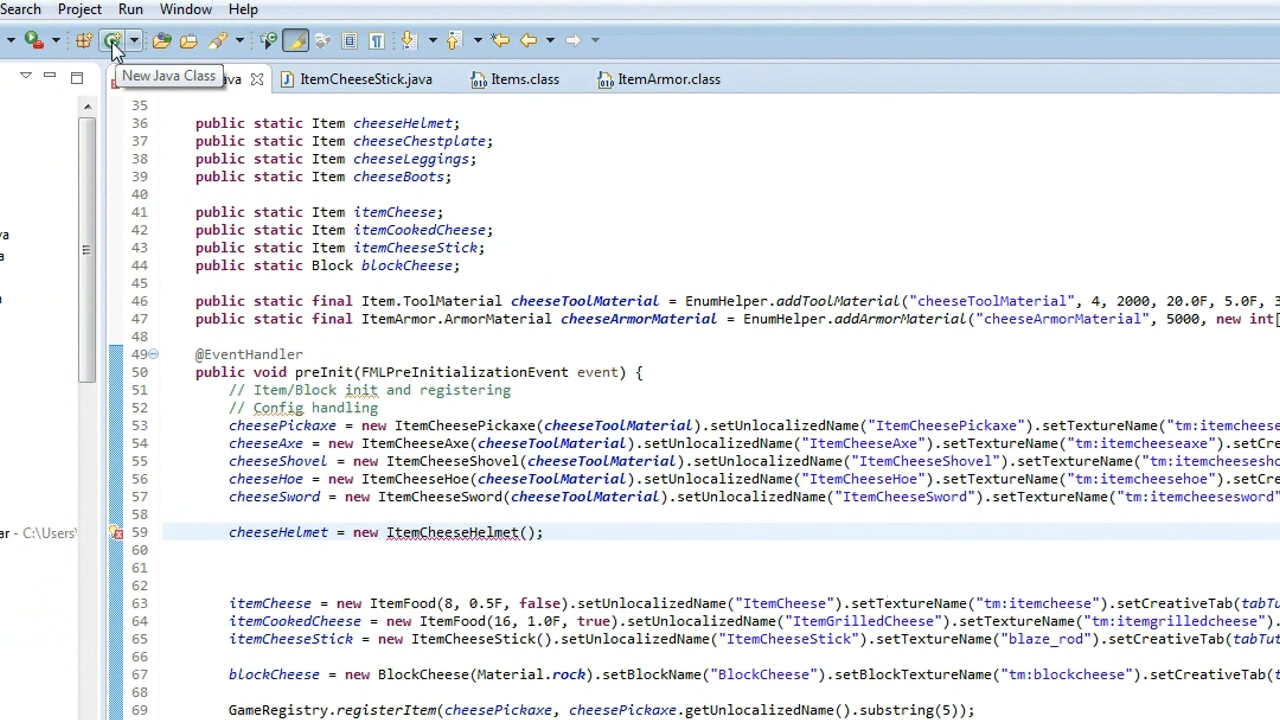 Search Project Run Window Help
New Java Class
ava ItemCheeseStick.java Items.class ItemArmor.class
35
36 public static Item cheeseHelmet;
37 public static Item cheeseChestplate;
38 public static Item cheeseLeggings;
39 public static Item cheeseBoots;
40
41 public static Item itemCheese;
42 public static Item itemCookedCheese;
43 public static Item itemCheeseStick;
44 public static Block blockCheese;
45
46 public static final Item.ToolMaterial cheeseToolMaterial = EnumHelper.addToolMaterial("cheeseToolMaterial", 4, 2000, 20.0F, 5.0F, 3
47 public static final ItemArmor.ArmorMaterial cheeseArmorMaterial = EnumHelper.addArmorMaterial("cheeseArmorMaterial", 5000, new int[
48
49 @EventHandler
50 public void preInit(FMLPreInitializationEvent event) {
51 // Item/Block init and registering
52 // Config handling
53 cheesePickaxe = new ItemCheesePickaxe(cheeseToolMaterial).setUnlocalizedName("ItemCheesePickaxe").setTextureName("tm:itemcheese
54 cheeseAxe = new ItemCheeseAxe(cheeseToolMaterial).setUnlocalizedName("ItemCheeseAxe").setTextureName("tm:itemcheeseaxe").setCre
55 cheeseShovel = new ItemCheeseShovel(cheeseToolMaterial).setUnlocalizedName("ItemCheeseShovel").setTextureName("tm:itemcheesesho
56 cheeseHoe = new ItemCheeseHoe(cheeseToolMaterial).setUnlocalizedName("ItemCheeseHoe").setTextureName("tm:itemcheesehoe").setCre
57 cheeseSword = new ItemCheeseSword(cheeseToolMaterial).setUnlocalizedName("ItemCheeseSword").setTextureName("tm:itemcheesesword"
58
59 cheeseHelmet = new ItemCheeseHelmet();
60
61
62
63 itemCheese = new ItemFood(8, 0.5F, false).setUnlocalizedName("ItemCheese").setTextureName("tm:itemcheese").setCreativeTab(tabTu
64 itemCookedCheese = new ItemFood(16, 1.0F, true).setUnlocalizedName("ItemGrilledCheese").setTextureName("tm:itemgrilledcheese").
65 itemCheeseStick = new ItemCheeseStick().setUnlocalizedName("ItemCheeseStick").setTextureName("blaze_rod").setCreativeTab(tabTu
66
67 blockCheese = new BlockCheese(Material.rock).setBlockName("BlockCheese").setBlockTextureName("tm:blockcheese").setCreativeTab(t
68
69 GameRegistry.registerItem(cheesePickaxe, cheesePickaxe.getUnlocalizedName().substring(5));
va
a
a
ar - C:\Users\